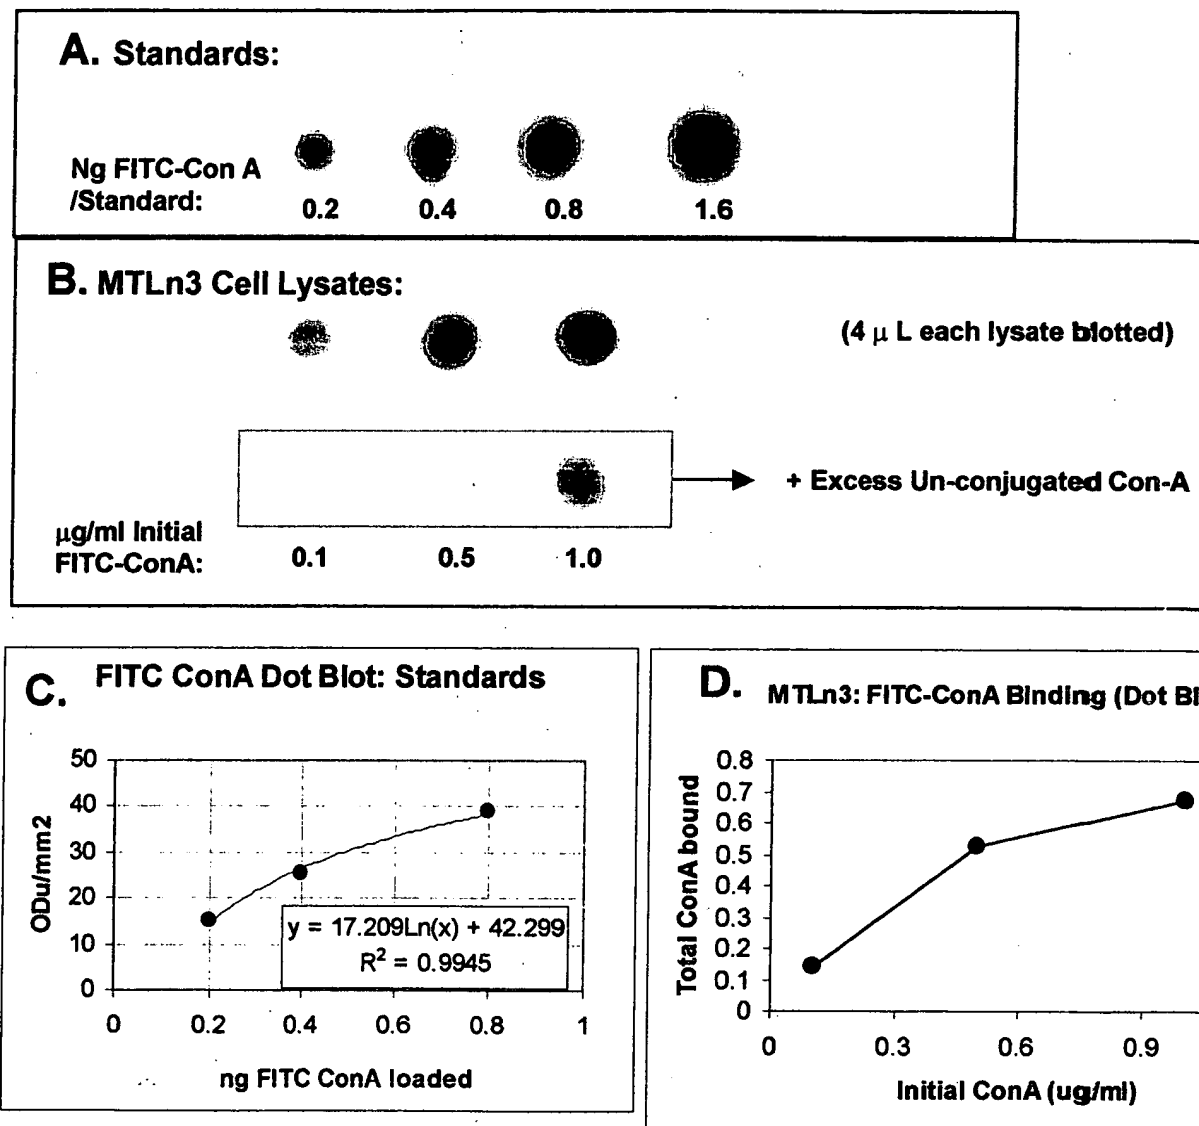 A. Standards:
Ng FITC-Con A
/Standard:
0.2 0.4 0.8 1.6
B. MTLn3 Cell Lysates:
(4 μ L each lysate blotted)
+ Excess Un-conjugated Con-A
μg/ml Initial
FITC-ConA:
0.1 0.5 1.0
C. FITC ConA Dot Blot: Standards
ODu/mm2
50
40
30
20
10
0
y = 17.209Ln(x) + 42.299
R² = 0.9945
0 0.2 0.4 0.6 0.8 1
ng FITC ConA loaded
D. MTLn3: FITC-ConA Binding (Dot
Total ConA bound
0.8
0.7
0.6
0.5
0.4
0.3
0.2
0.1
0
0 0.3 0.6 0.9
Initial ConA (ug/ml)